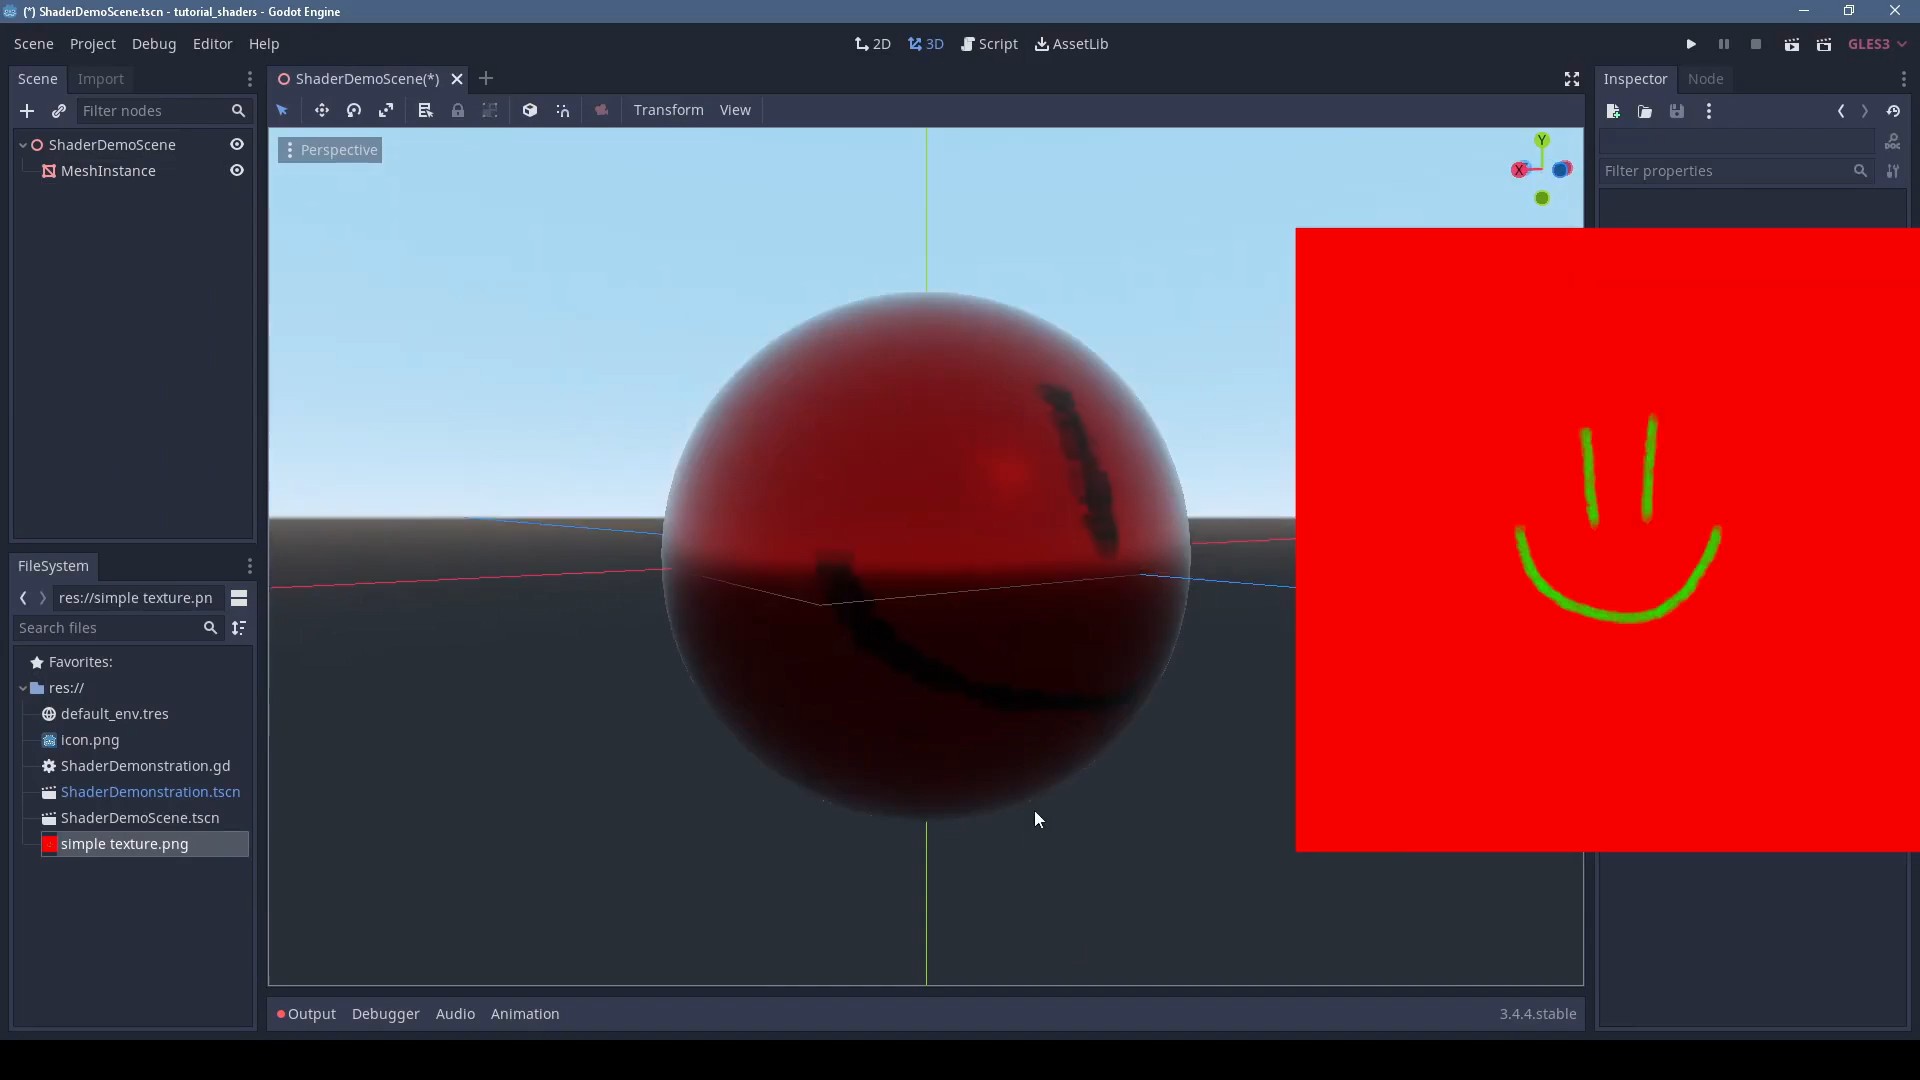 (*) ShaderDemoScene.tscn - tutorial_shaders - Godot Engine
Scene Project Debug Editor Help
2D 3D Script AssetLib
GLES3
Scene Import
ShaderDemoScene(*)
Inspector Node
Filter nodes
Transform View
DOC
ShaderDemoScene
MeshInstance
Perspective
Y
X
Filter properties
FileSystem
res://simple texture.pn
Search files
Favorites:
res://
default_env.tres
icon.png
ShaderDemonstration.gd
ShaderDemonstration.tscn
ShaderDemoScene.tscn
simple texture.png
Output Debugger Audio Animation
3.4.4.stable